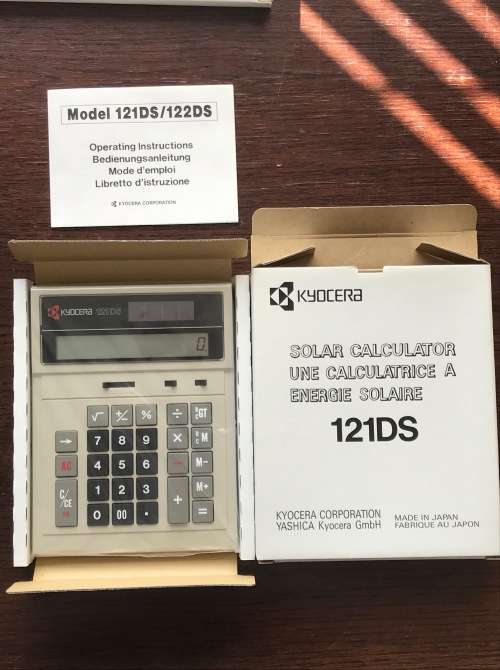 Model 121DS/122DS
Operating Instructions
Bedienungsanleitung
Mode d'emploi
Libretto d'istruzione
KYOCERA CORPORATION
KYOCERA 121DS
0.
√ +/− % ÷ GT
→ 7 8 9 × M
AC 4 5 6 − M−
C/CE 1 2 3 + M+
0 00 · =
KYOCERA
SOLAR CALCULATOR
UNE CALCULATRICE À
ENERGIE SOLAIRE
121DS
KYOCERA CORPORATION MADE IN JAPAN
YASHICA Kyocera GmbH FABRIQUE AU JAPON